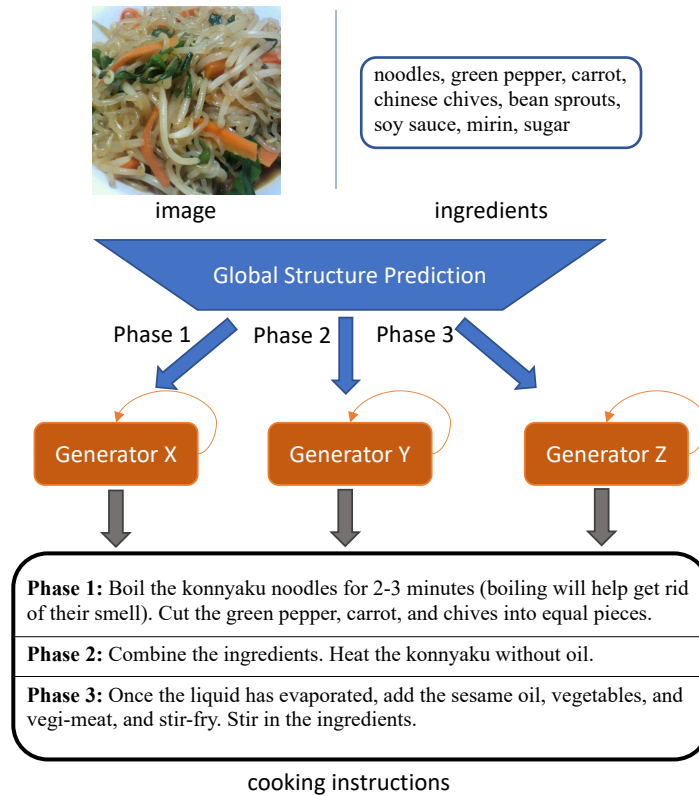 noodles, green pepper, carrot,
chinese chives, bean sprouts,
soy sauce, mirin, sugar
image
ingredients
Global Structure Prediction
Phase 1
Phase 2
Phase 3
Generator X
Generator Y
Generator Z
Phase 1: Boil the konnyaku noodles for 2-3 minutes (boiling will help get rid
of their smell). Cut the green pepper, carrot, and chives into equal pieces.
Phase 2: Combine the ingredients. Heat the konnyaku without oil.
Phase 3: Once the liquid has evaporated, add the sesame oil, vegetables, and
vegi-meat, and stir-fry. Stir in the ingredients.
cooking instructions